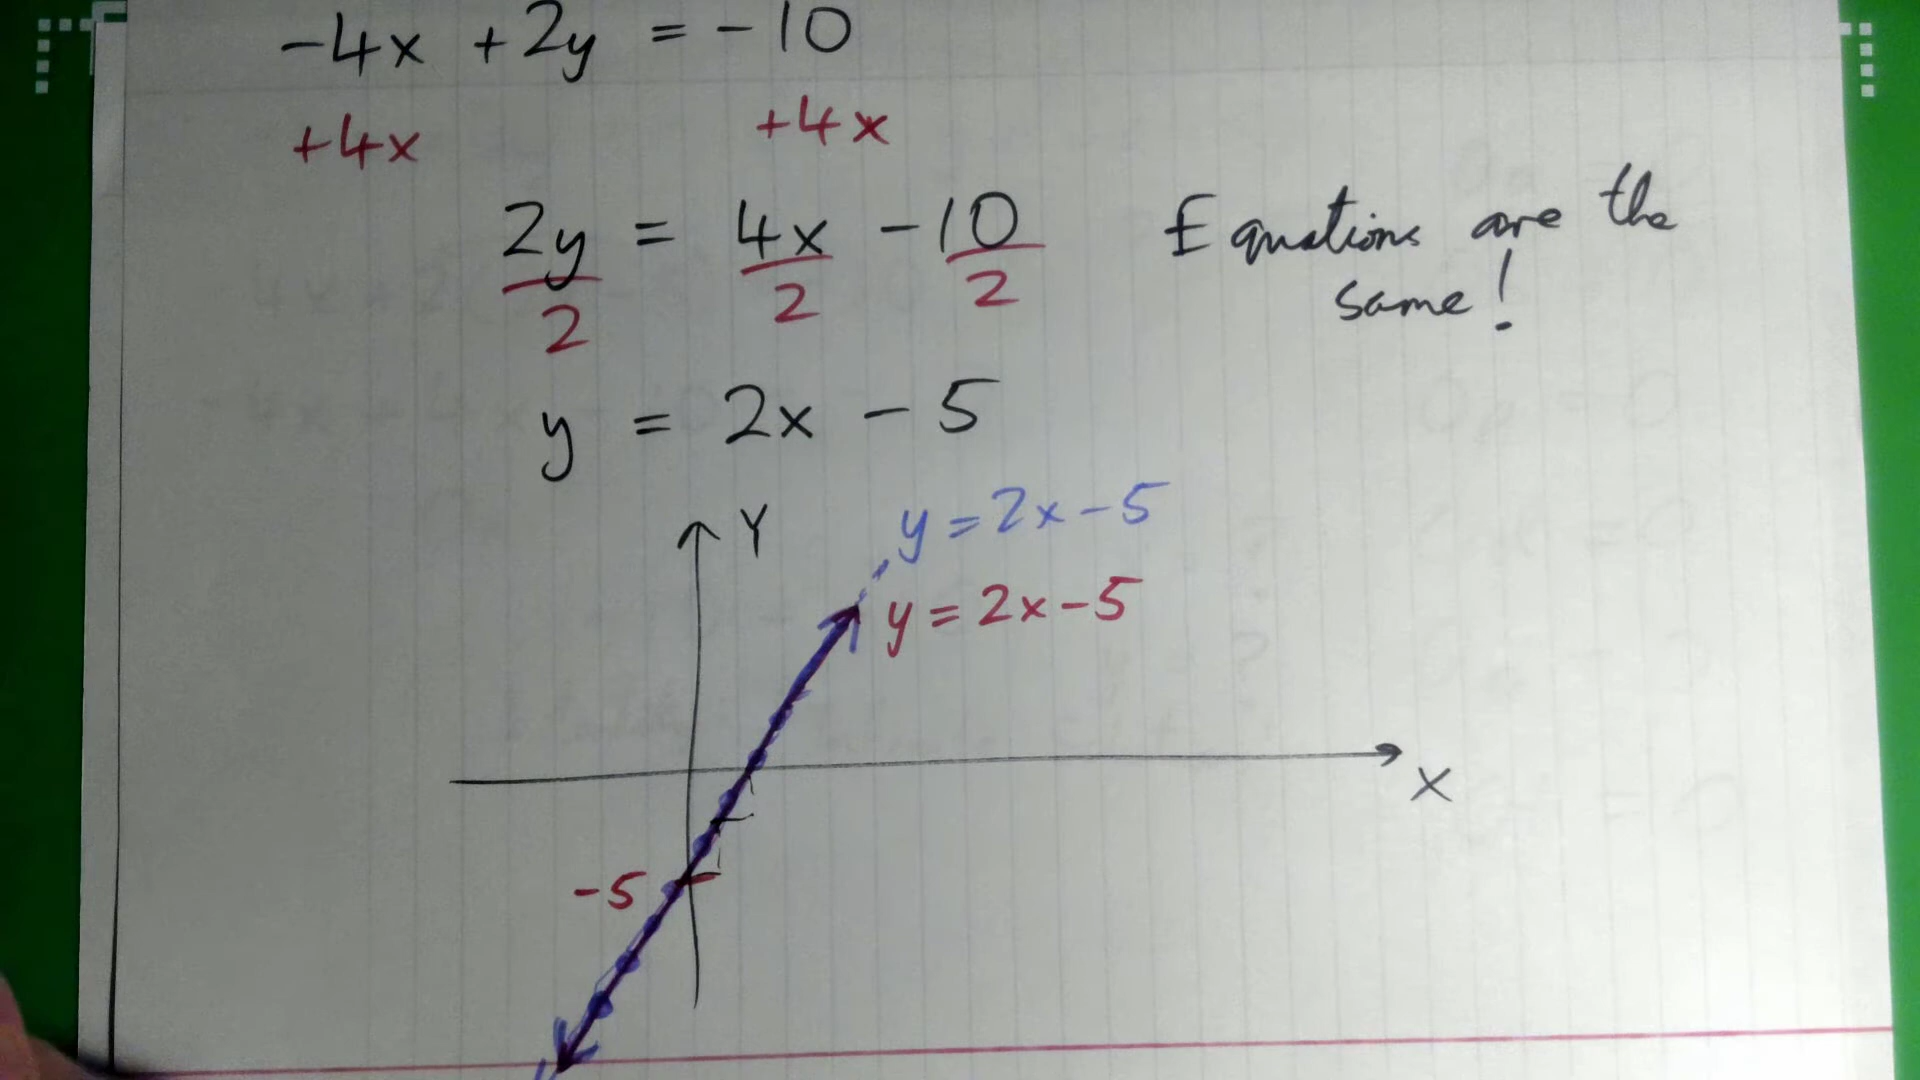 -4x + 2y = -10
+4x +4x
2y = 4x - 10
2 2 2
Equations are the
same!
y = 2x - 5
Y
y = 2x - 5
y = 2x - 5
X
-5